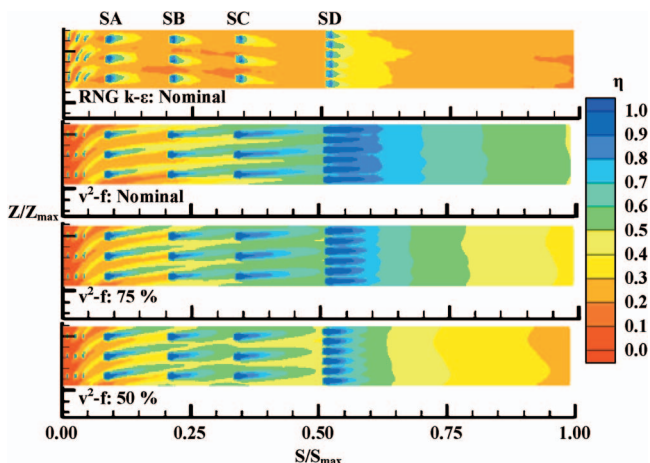 SA SB SC SD
RNG k-ε: Nominal
v²-f: Nominal
Z/Zmax
v²-f: 75 %
v²-f: 50 %
0.00 0.25 0.50 0.75 1.00
S/Smax
η
1.0
0.9
0.8
0.7
0.6
0.5
0.4
0.3
0.2
0.1
0.0